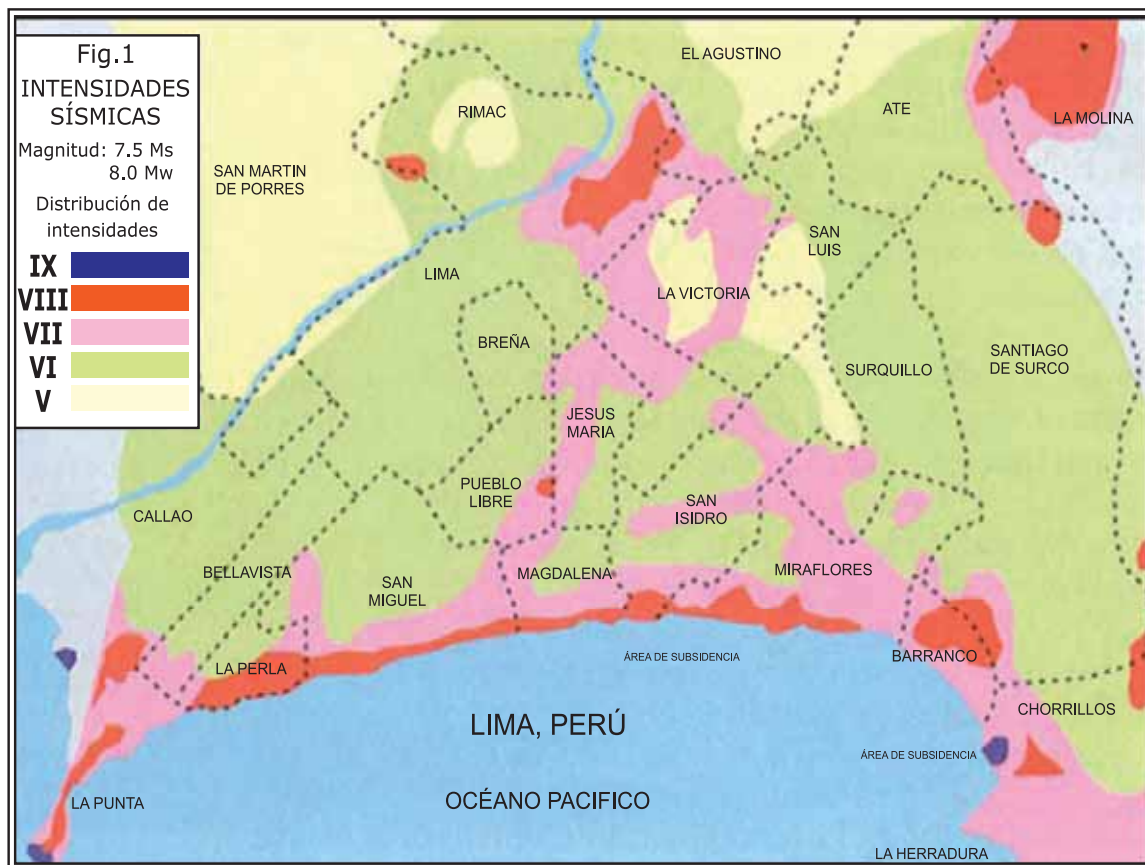 Fig.1
INTENSIDADES
SÍSMICAS
Magnitud: 7.5 Ms
8.0 Mw
Distribución de
intensidades
IX
VIII
VII
VI
V
EL AGUSTINO
RIMAC
ATE
LA MOLINA
SAN MARTIN
DE PORRES
SAN
LUIS
LIMA
LA VICTORIA
BREÑA
SURQUILLO
SANTIAGO
DE SURCO
JESUS
MARIA
PUEBLO
LIBRE
SAN
ISIDRO
CALLAO
BELLAVISTA
SAN
MIGUEL
MAGDALENA
MIRAFLORES
LA PERLA
ÁREA DE SUBSIDENCIA
BARRANCO
CHORRILLOS
LIMA, PERÚ
ÁREA DE SUBSIDENCIA
LA PUNTA
OCÉANO PACIFICO
LA HERRADURA